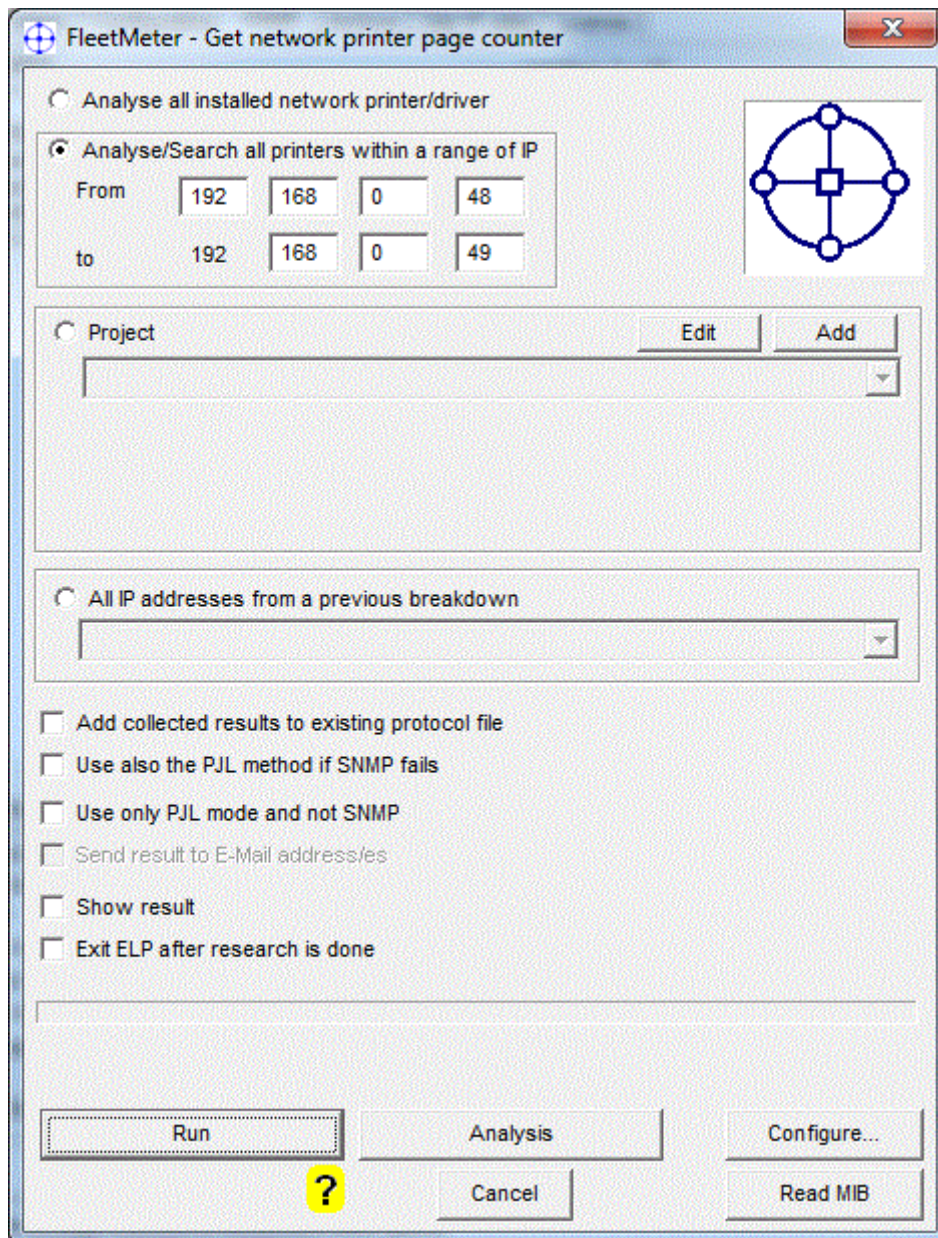 FleetMeter - Get network printer page counter
Analyse all installed network printer/driver
Analyse/Search all printers within a range of IP
From 192 168 0 48
to 192 168 0 49
Project Edit Add
All IP addresses from a previous breakdown
Add collected results to existing protocol file
Use also the PJL method if SNMP fails
Use only PJL mode and not SNMP
Send result to E-Mail address/es
Show result
Exit ELP after research is done
Run Analysis Configure...
? Cancel Read MIB